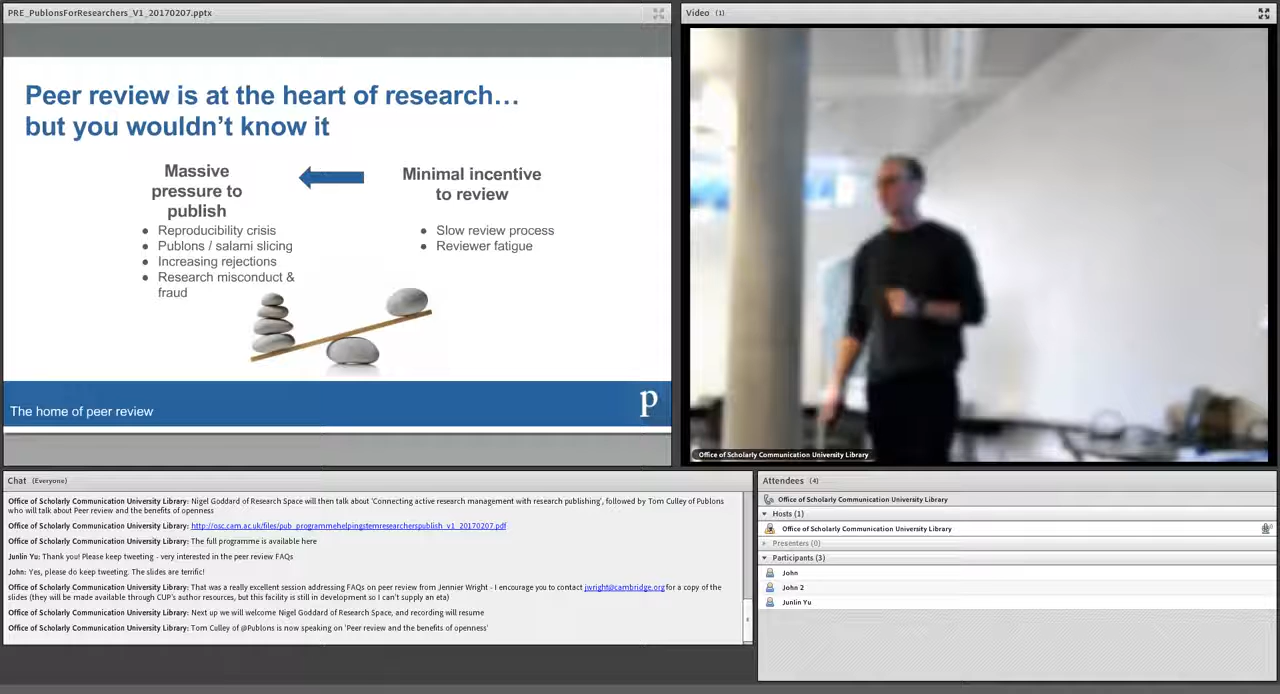 PRE_PublonsForResearchers_V1_20170207.pptx
Peer review is at the heart of research…
but you wouldn't know it
Massive
pressure to
publish
● Reproducibility crisis
● Publons / salami slicing
● Increasing rejections
● Research misconduct &
fraud
Minimal incentive
to review
● Slow review process
● Reviewer fatigue
The home of peer review
p
Video (1)
Office of Scholarly Communication University Library
Chat (Everyone)
Office of Scholarly Communication University Library: Nigel Goddard of Research Space will then talk about 'Connecting active research management with research publishing', followed by Tom Culley of Publons
who will talk about Peer review and the benefits of openness
Office of Scholarly Communication University Library: http://osc.cam.ac.uk/files/pub_programmehelpingstemresearcherspublish_v1_20170207.pdf
Office of Scholarly Communication University Library: The full programme is available here
Junlin Yu: Thank you! Please keep tweeting - very interested in the peer review FAQs
John: Yes, please do keep tweeting. The slides are terrific!
Office of Scholarly Communication University Library: That was a really excellent session addressing FAQs on peer review from Jennier Wright - I encourage you to contact jwright@cambridge.org for a copy of the
slides (they will be made available through CUP's author resources, but this facility is still in development so I can't supply an eta)
Office of Scholarly Communication University Library: Next up we will welcome Nigel Goddard of Research Space, and recording will resume
Office of Scholarly Communication University Library: Tom Culley of @Publons is now speaking on 'Peer review and the benefits of openness'
Attendees (4)
Office of Scholarly Communication University Library
Hosts (1)
Office of Scholarly Communication University Library
Presenters (0)
Participants (3)
John
John 2
Junlin Yu